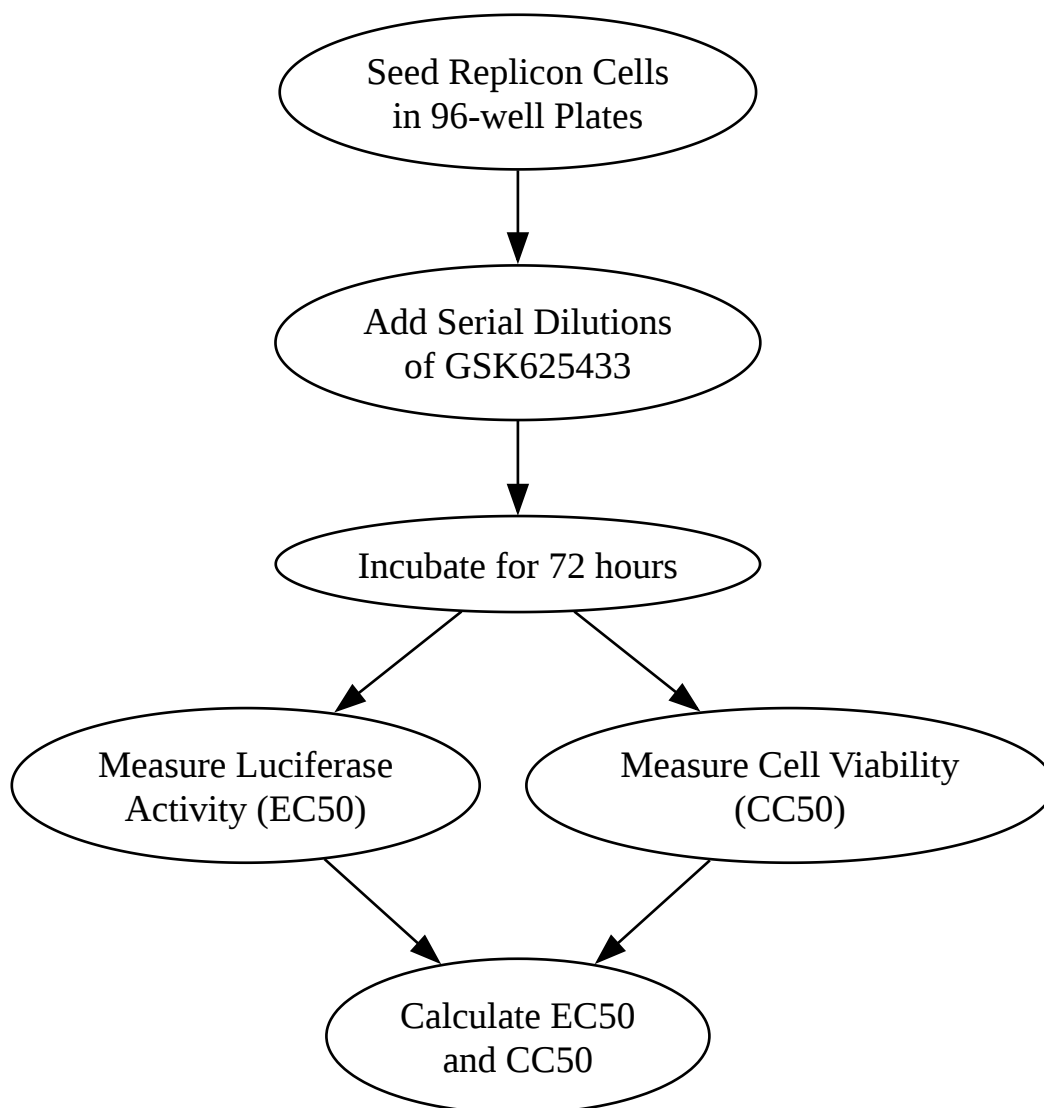 Seed Replicon Cells
in 96-well Plates
Add Serial Dilutions
of GSK625433
Incubate for 72 hours
Measure Luciferase
Activity (EC50)
Measure Cell Viability
(CC50)
Calculate EC50
and CC50